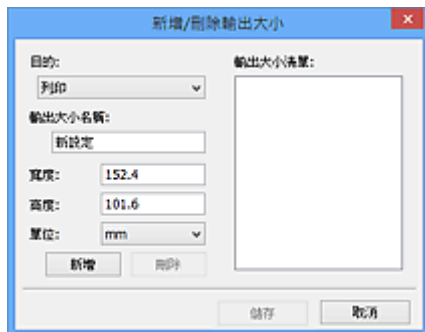 新增/刪除輸出大小
目的:
列印
輸出大小名稱:
新設定
寬度:
152.4
高度:
101.6
單位:
mm
新增
刪除
輸出大小清單:
儲存
取消